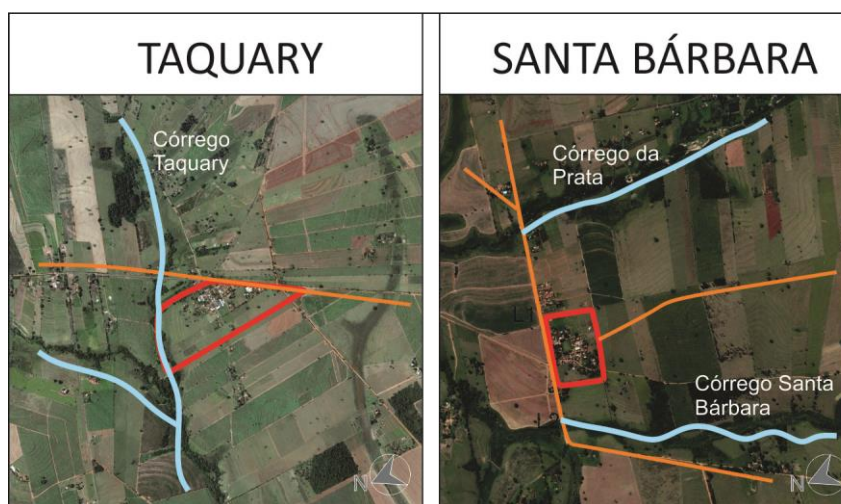 TAQUARY
Córrego
Taquary
N
SANTA BÁRBARA
Córrego da
Prata
Córrego Santa
Bárbara
N